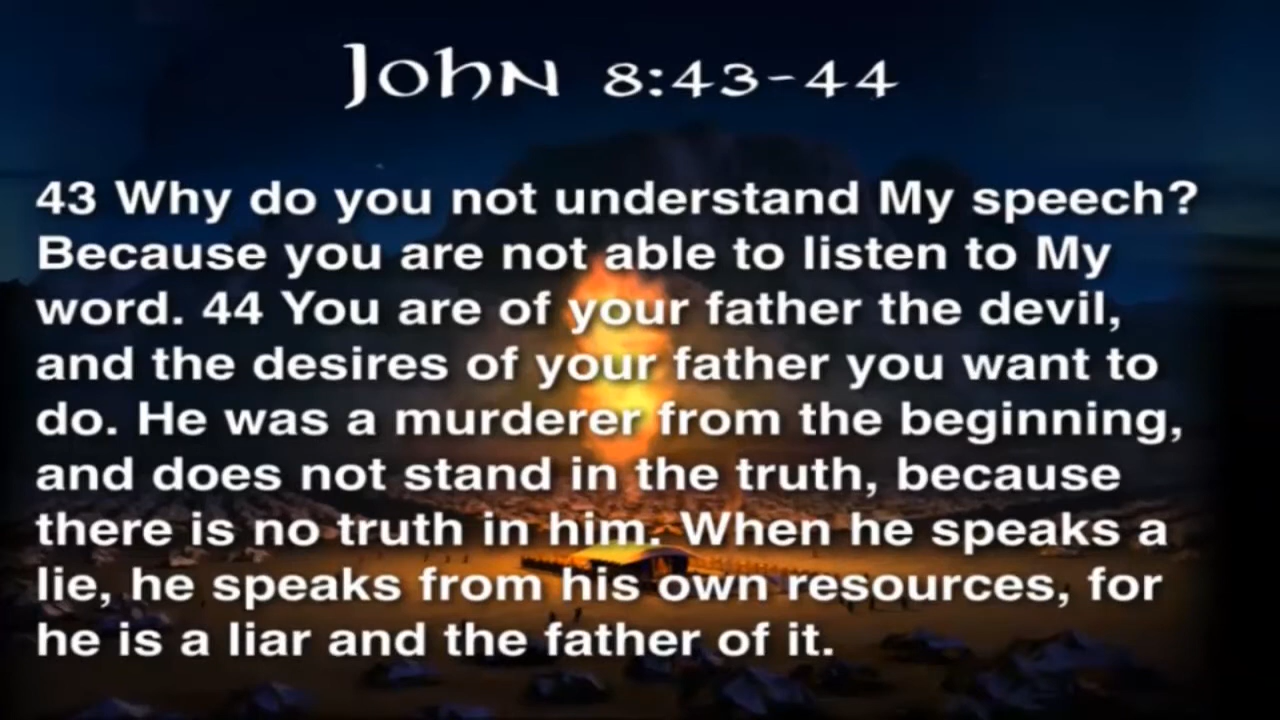 John 8:43-44
43 Why do you not understand My speech?
Because you are not able to listen to My
word. 44 You are of your father the devil,
and the desires of your father you want to
do. He was a murderer from the beginning,
and does not stand in the truth, because
there is no truth in him. When he speaks a
lie, he speaks from his own resources, for
he is a liar and the father of it.